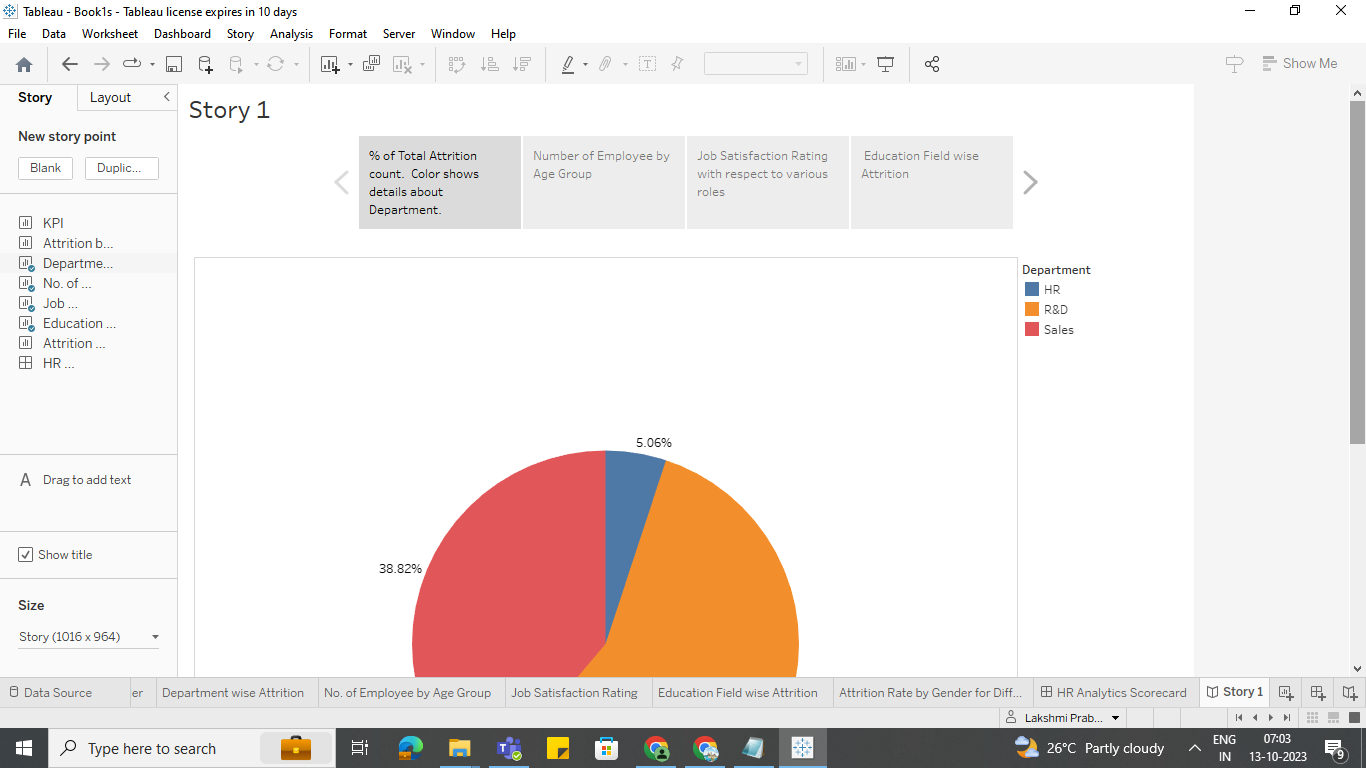 Tableau - Book1s - Tableau license expires in 10 days
File Data Worksheet Dashboard Story Analysis Format Server Window Help
Show Me
Story Layout
New story point
Blank Duplic...
KPI
Attrition b...
Departme...
No. of ...
Job ...
Education ...
Attrition ...
HR ...
A Drag to add text
Show title
Size
Story (1016 x 964)
Story 1
% of Total Attrition
count. Color shows
details about
Department.
Number of Employee by
Age Group
Job Satisfaction Rating
with respect to various
roles
Education Field wise
Attrition
Department
HR
R&D
Sales
5.06%
38.82%
Data Source er Department wise Attrition No. of Employee by Age Group Job Satisfaction Rating Education Field wise Attrition Attrition Rate by Gender for Diff... HR Analytics Scorecard Story 1
Lakshmi Prab...
Type here to search
26°C Partly cloudy
ENG
IN
07:03
13-10-2023
9